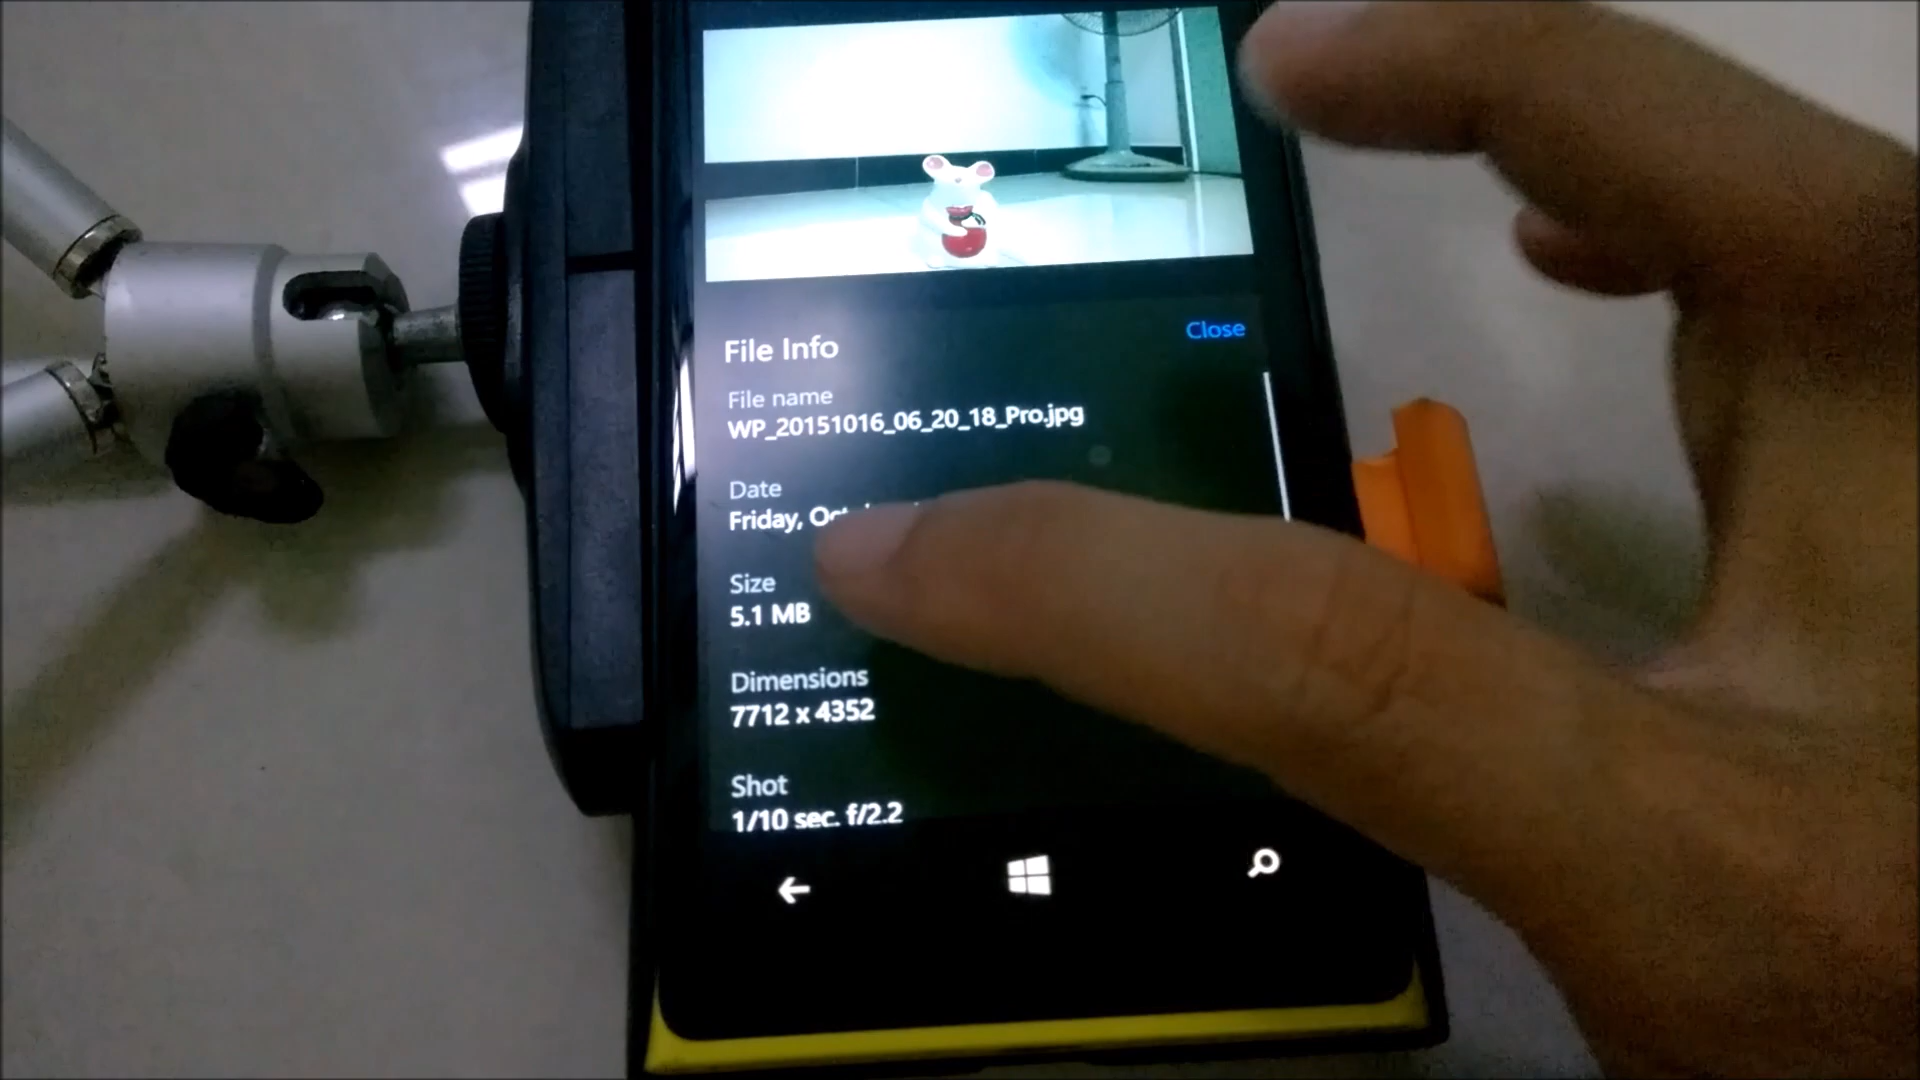 File Info
Close
File name
WP_20151016_06_20_18_Pro.jpg
Date
Friday,
Size
5.1 MB
Dimensions
7712 x 4352
Shot
1/10 sec. f/2.2